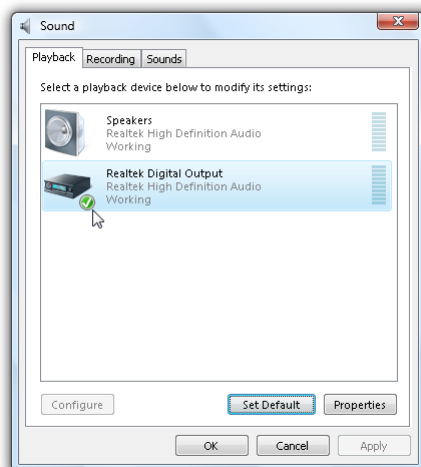 Sound
Playback Recording Sounds
Select a playback device below to modify its settings:
Speakers
Realtek High Definition Audio
Working
Realtek Digital Output
Realtek High Definition Audio
Working
Configure Set Default Properties
OK Cancel Apply